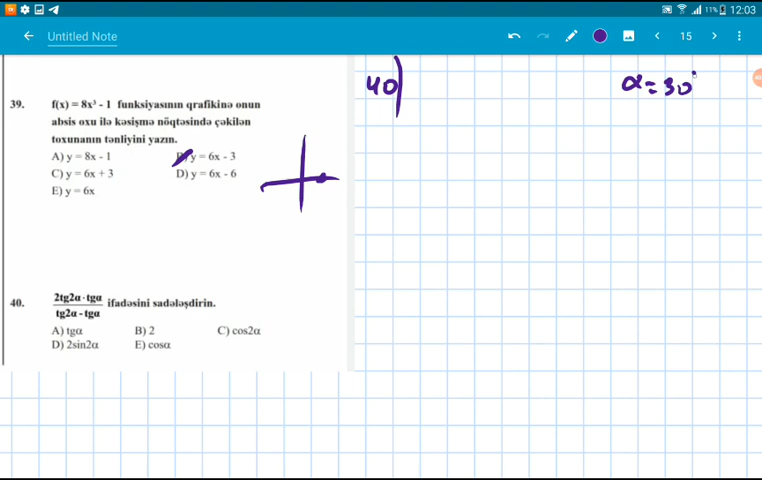 11% 12:03
Untitled Note
15
39. f(x) = 8x³ - 1 funksiyasının qrafikinə onun
absis oxu ilə kəsişmə nöqtəsində çəkilən
toxunanın tənliyini yazın.
A) y = 8x - 1 y = 6x - 3
C) y = 6x + 3 D) y = 6x - 6
E) y = 6x
40. 2tg2α · tgα / tg2α - tgα ifadəsini sadələşdirin.
A) tgα B) 2 C) cos2α
D) 2sin2α E) cosα
40)
α = 30°